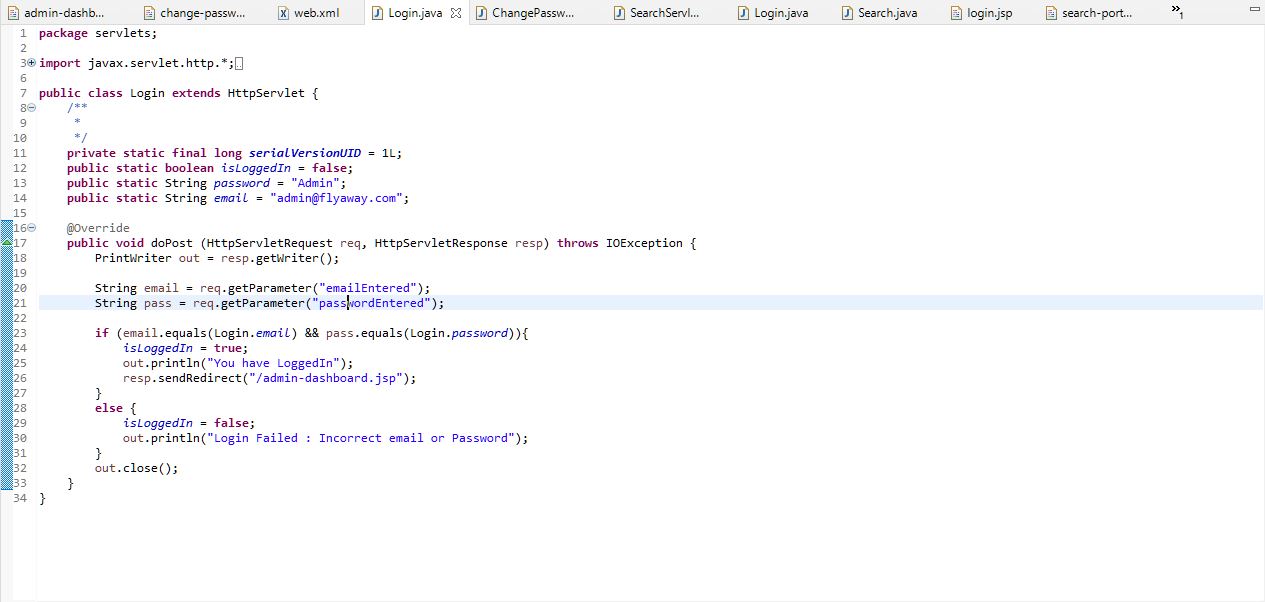 admin-dashb... change-passw... web.xml Login.java ChangePassw... SearchServl... Login.java Search.java login.jsp search-port... »1
1 package servlets;
2
3 import javax.servlet.http.*;
6
7 public class Login extends HttpServlet {
8 /**
9 *
10 */
11 private static final long serialVersionUID = 1L;
12 public static boolean isLoggedIn = false;
13 public static String password = "Admin";
14 public static String email = "admin@flyaway.com";
15
16 @Override
17 public void doPost (HttpServletRequest req, HttpServletResponse resp) throws IOException {
18 PrintWriter out = resp.getWriter();
19
20 String email = req.getParameter("emailEntered");
21 String pass = req.getParameter("passwordEntered");
22
23 if (email.equals(Login.email) && pass.equals(Login.password)){
24 isLoggedIn = true;
25 out.println("You have LoggedIn");
26 resp.sendRedirect("/admin-dashboard.jsp");
27 }
28 else {
29 isLoggedIn = false;
30 out.println("Login Failed : Incorrect email or Password");
31 }
32 out.close();
33 }
34 }